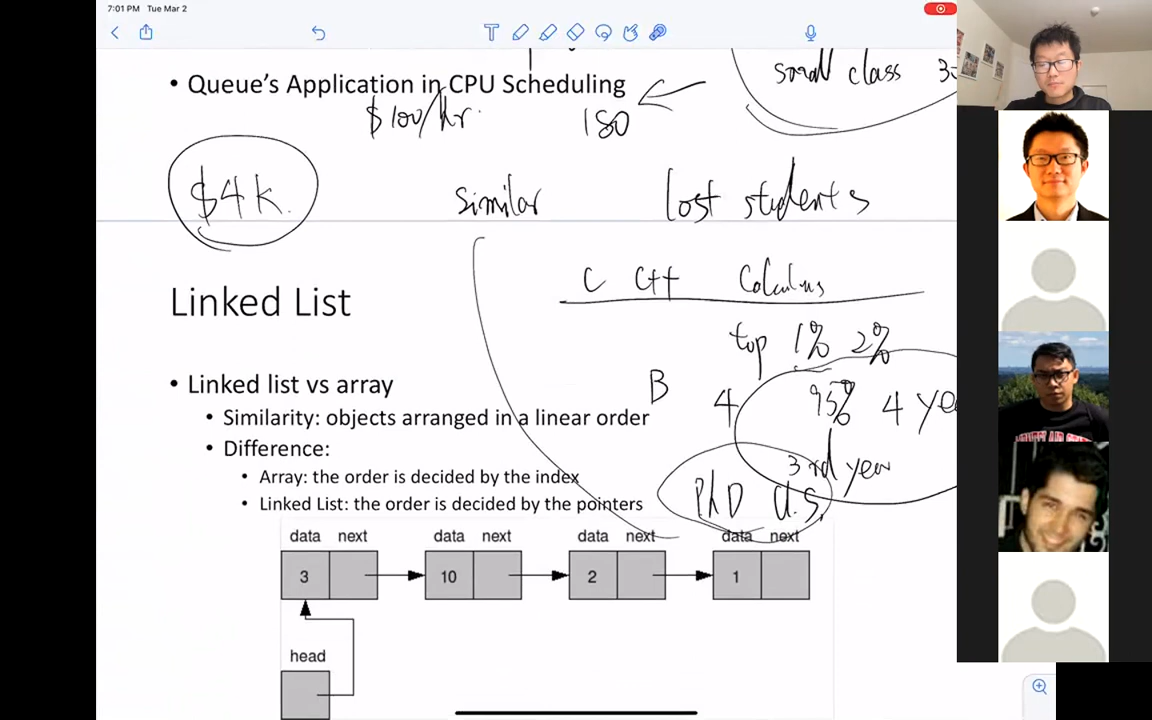 7:01 PM Tue Mar 2
small class 3
• Queue's Application in CPU Scheduling
$100/hr. 180
$4k. similar lost students
C C++ Calculus
Linked List
top 1% 2%
• Linked list vs array
B 4 95% 4 yea
• Similarity: objects arranged in a linear order
• Difference:
3rd year
• Array: the order is decided by the index
PhD U.S.
• Linked List: the order is decided by the pointers
data next data next data next data next
3 10 2 1
head